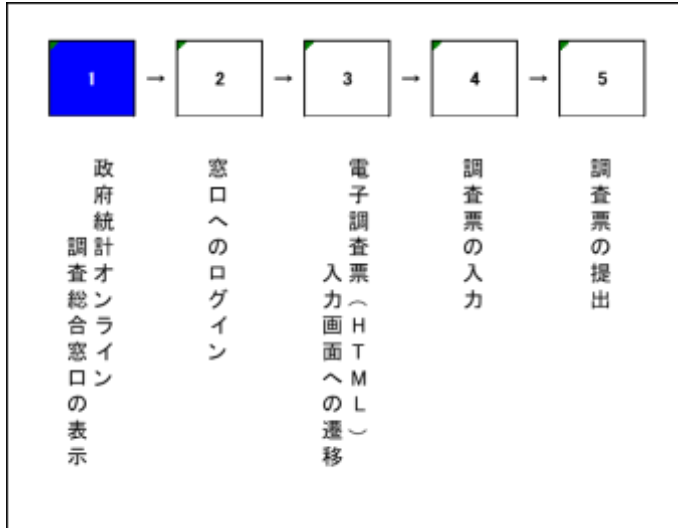 1 → 2 → 3 → 4 → 5
政府統計オンライン
調査総合窓口の表示
窓口へのログイン
電子調査票(HTML)
入力画面への遷移
調査票の入力
調査票の提出